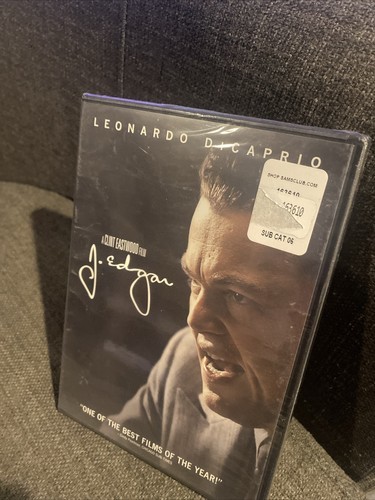 LEONARDO DiCAPRIO
SHOP SAMSCLUB.COM
SUB CAT 06
A CLINT EASTWOOD FILM
J. Edgar
"ONE OF THE BEST FILMS OF THE YEAR!"